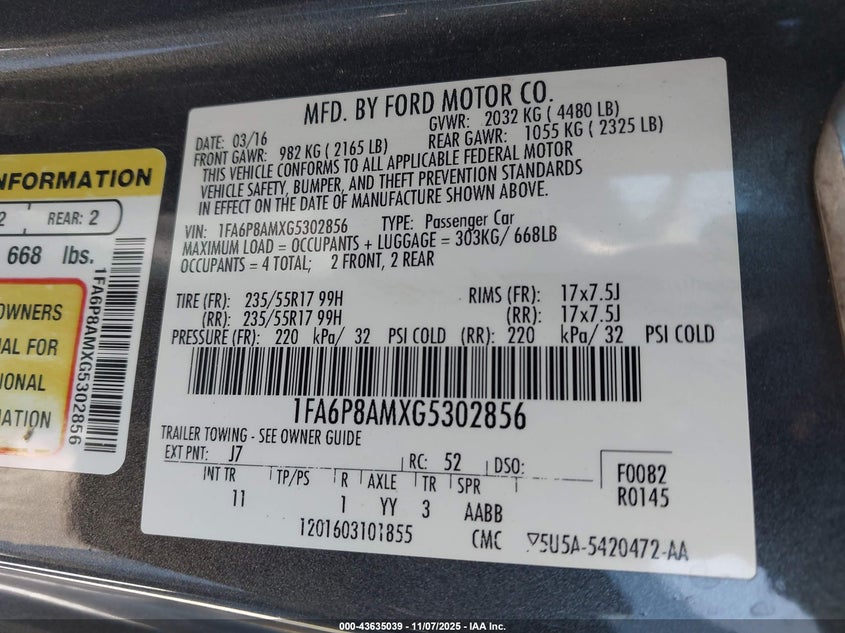 NFORMATION
2 REAR: 2
668 lbs.
OWNERS
AL FOR
IONAL
ATION
1FA6P8AMXG5302856
MFD. BY FORD MOTOR CO.
DATE: 03/16 GVWR: 2032 KG ( 4480 LB)
FRONT GAWR: 982 KG ( 2165 LB) REAR GAWR: 1055 KG ( 2325 LB)
THIS VEHICLE CONFORMS TO ALL APPLICABLE FEDERAL MOTOR
VEHICLE SAFETY, BUMPER, AND THEFT PREVENTION STANDARDS
IN EFFECT ON THE DATE OF MANUFACTURE SHOWN ABOVE.
VIN: 1FA6P8AMXG5302856 TYPE: Passenger Car
MAXIMUM LOAD = OCCUPANTS + LUGGAGE = 303KG/ 668LB
OCCUPANTS = 4 TOTAL; 2 FRONT, 2 REAR
TIRE (FR): 235/55R17 99H RIMS (FR): 17x7.5J
(RR): 235/55R17 99H (RR): 17x7.5J
PRESSURE (FR): 220 kPa/ 32 PSI COLD (RR): 220 kPa/ 32 PSI COLD
1FA6P8AMXG5302856
TRAILER TOWING - SEE OWNER GUIDE
EXT PNT: J7 RC: 52 DSO:
INT TR TP/PS R AXLE TR SPR
11 1 YY 3 AABB
F0082
R0145
1201603101855 CMC ▽5U5A-5420472-AA
000-43635039 | 11/07/2025 - IAA Inc.